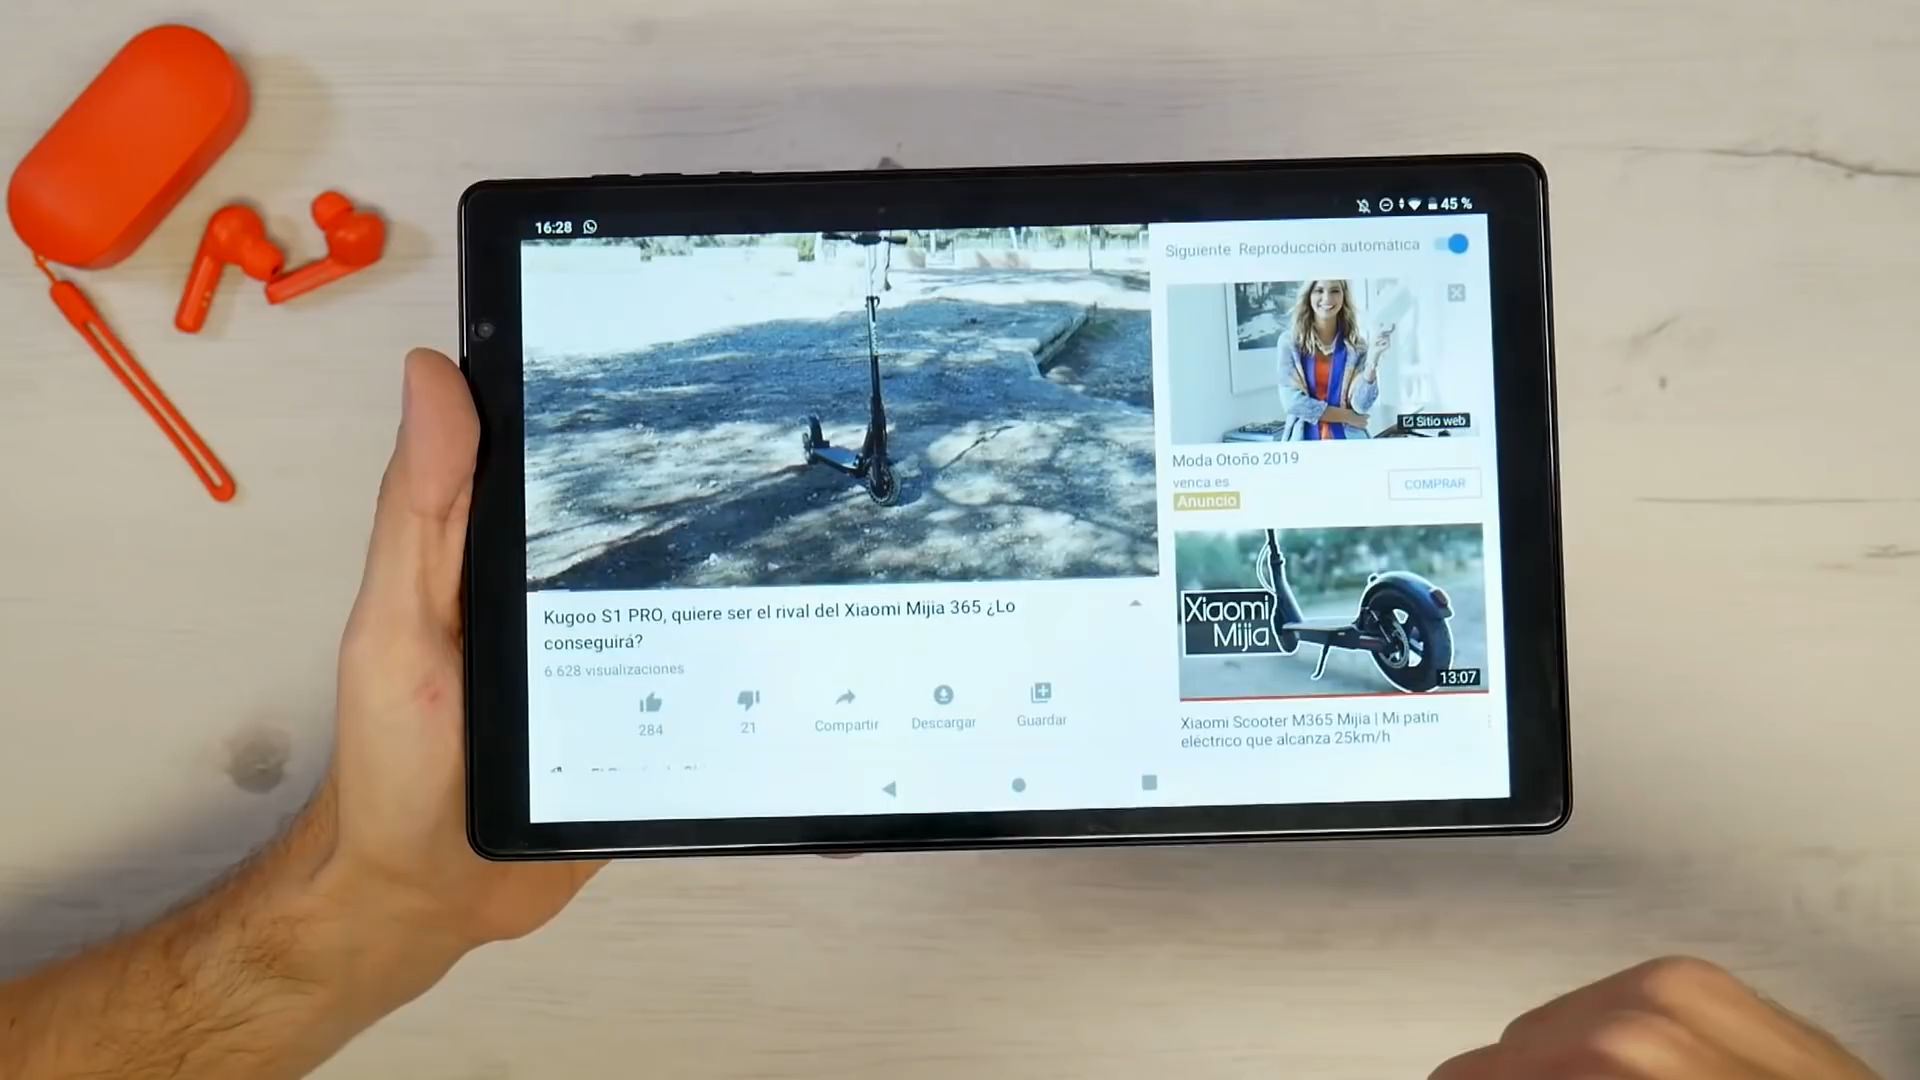 16:28
45 %
Siguiente Reproducción automática
Sitio web
Moda Otoño 2019
venca.es
COMPRAR
Anuncio
Kugoo S1 PRO, quiere ser el rival del Xiaomi Mijia 365 ¿Lo
conseguirá?
6.628 visualizaciones
284
21
Compartir
Descargar
Guardar
Xiaomi
Mijia
13:07
Xiaomi Scooter M365 Mijia | Mi patín
eléctrico que alcanza 25km/h